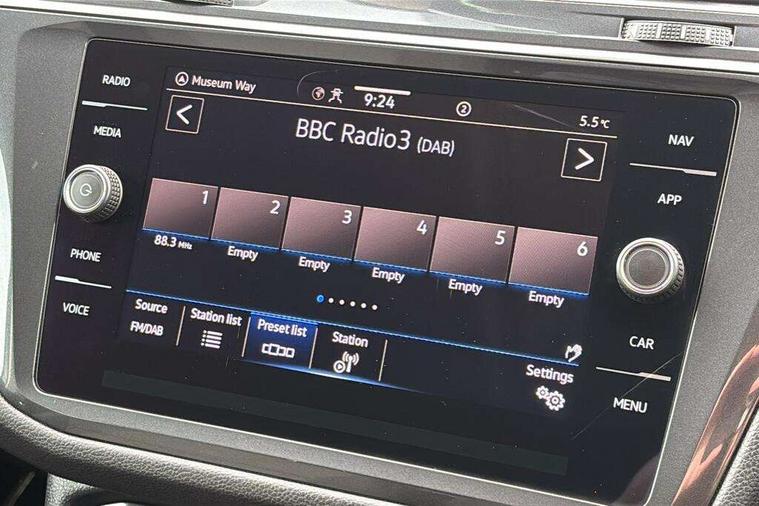 RADIO
MEDIA
PHONE
VOICE
Museum Way
9:24
2
5.5°C
BBC Radio3 (DAB)
<
>
1
2
3
4
5
6
88.3 MHz
Empty
Empty
Empty
Empty
Empty
Source
FM/DAB
Station list
Preset list
Station
Settings
NAV
APP
CAR
MENU